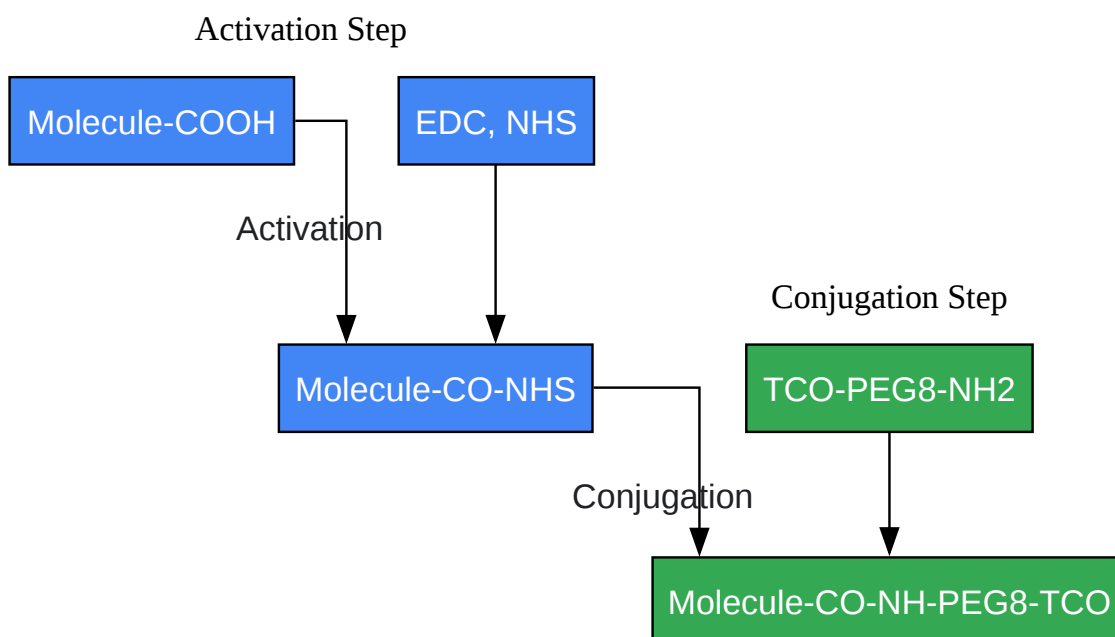 Activation Step
Molecule-COOH
EDC, NHS
Activation
Molecule-CO-NHS
Conjugation Step
TCO-PEG8-NH2
Conjugation
Molecule-CO-NH-PEG8-TCO